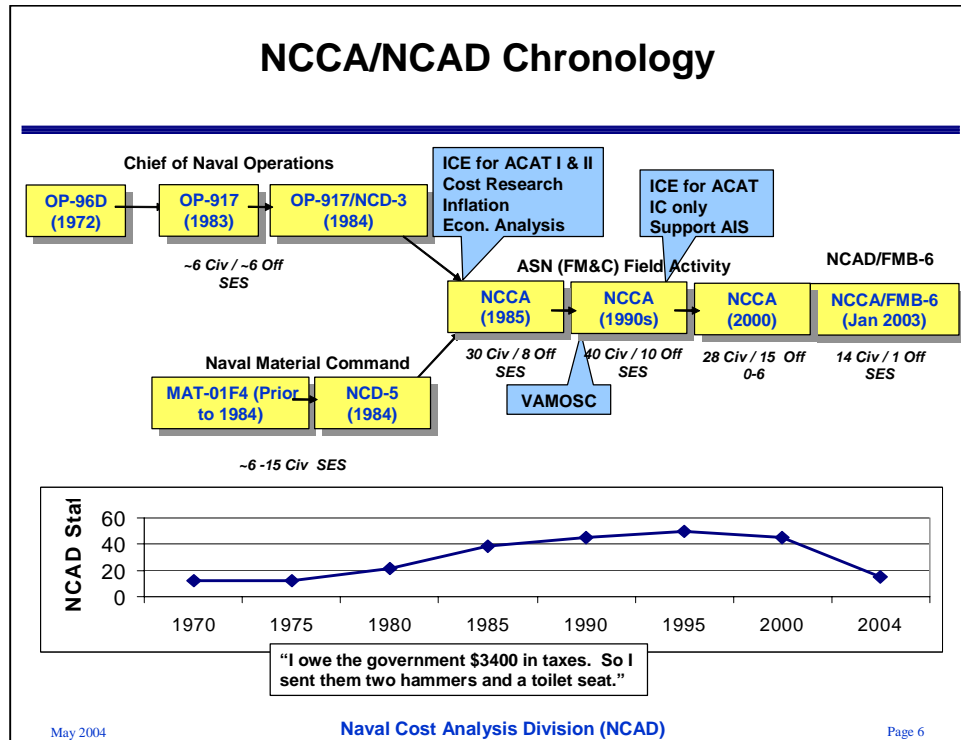 NCCA/NCAD Chronology
Chief of Naval Operations
OP-96D
(1972)
OP-917
(1983)
OP-917/NCD-3
(1984)
~6 Civ / ~6 Off
SES
ICE for ACAT I & II
Cost Research
Inflation
Econ. Analysis
ICE for ACAT
IC only
Support AIS
ASN (FM&C) Field Activity
NCAD/FMB-6
NCCA
(1985)
NCCA
(1990s)
NCCA
(2000)
NCCA/FMB-6
(Jan 2003)
30 Civ / 8 Off
SES
40 Civ / 10 Off
SES
28 Civ / 15 Off
0-6
14 Civ / 1 Off
SES
VAMOSC
Naval Material Command
MAT-01F4 (Prior
to 1984)
NCD-5
(1984)
~6 -15 Civ SES
NCAD Staf
60
40
20
0
1970 1975 1980 1985 1990 1995 2000 2004
“I owe the government $3400 in taxes. So I
sent them two hammers and a toilet seat.”
May 2004
Naval Cost Analysis Division (NCAD)
Page 6